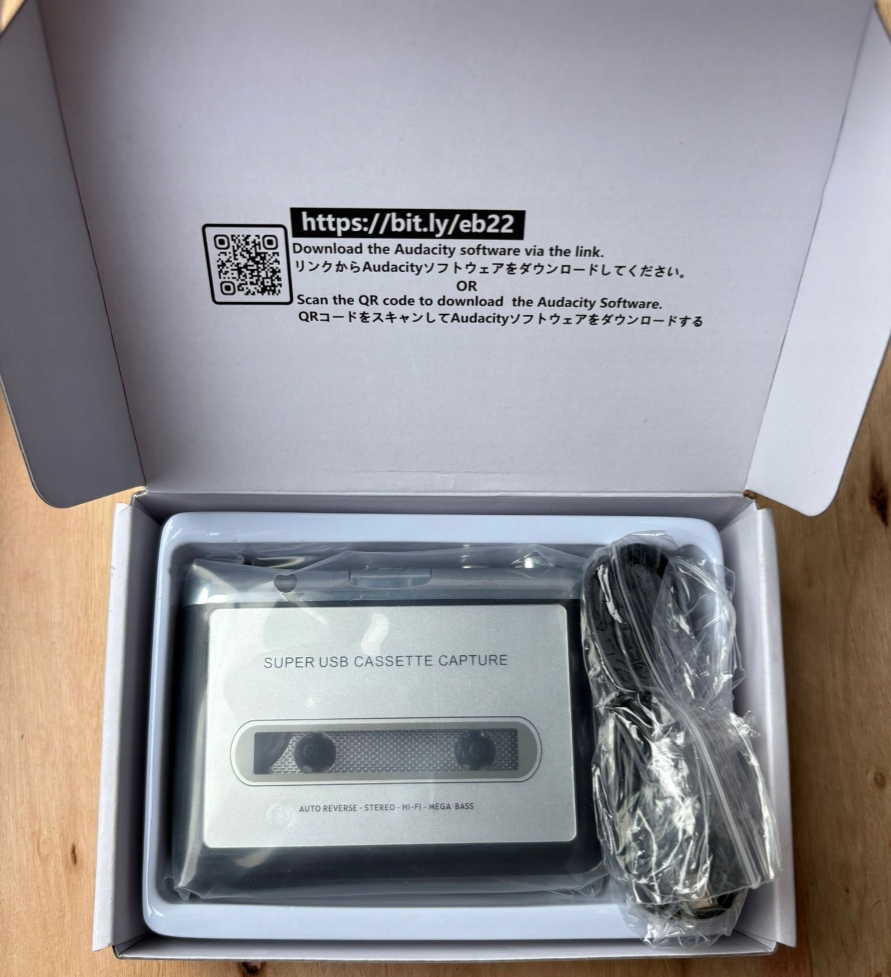 https://bit.ly/eb22
Download the Audacity software via the link.
リンクからAudacityソフトウェアをダウンロードしてください。
OR
Scan the QR code to download the Audacity Software.
QRコードをスキャンしてAudacityソフトウェアをダウンロードする
SUPER USB CASSETTE CAPTURE
AUTO REVERSE - STEREO - HI-FI - MEGA BASS